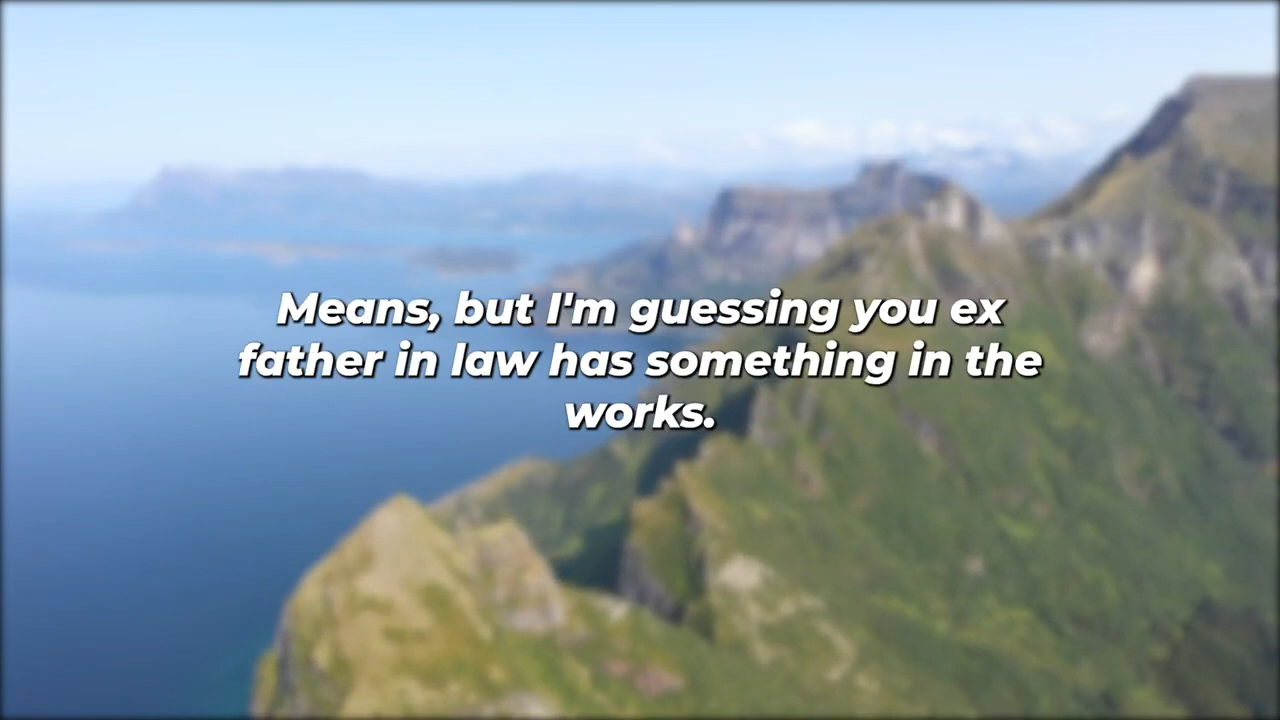 Means, but I'm guessing you ex
father in law has something in the
works.